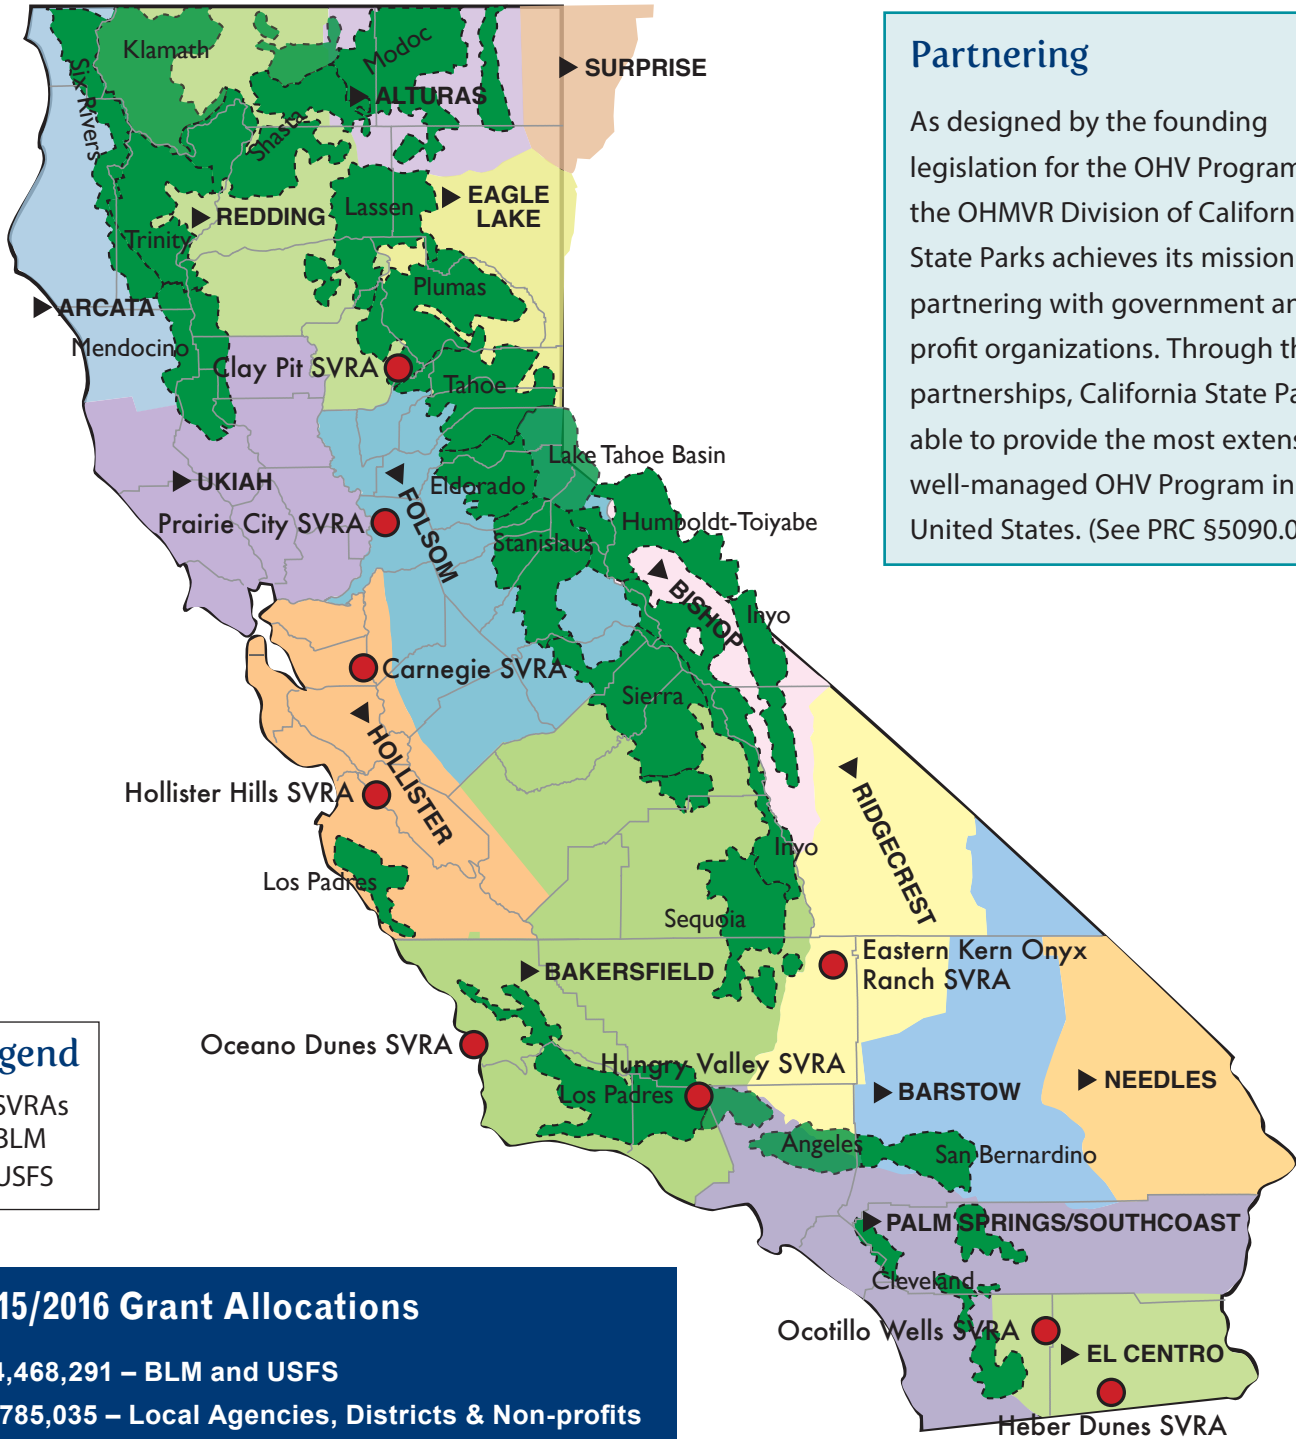 Klamath
Six Rivers
Modoc
ALTURAS
SURPRISE
Shasta
EAGLE
LAKE
Lassen
REDDING
Trinity
Plumas
ARCATA
Mendocino
Clay Pit SVRA
Tahoe
Lake Tahoe Basin
UKIAH
Eldorado
FOLSOM
Prairie City SVRA
Humboldt-Toiyabe
Stanislaus
BISHOP
Inyo
Carnegie SVRA
Sierra
HOLLISTER
Hollister Hills SVRA
RIDGECREST
Inyo
Los Padres
Sequoia
Eastern Kern Onyx
Ranch SVRA
BAKERSFIELD
Oceano Dunes SVRA
Hungry Valley SVRA
Los Padres
BARSTOW
NEEDLES
Angeles
San Bernardino
PALM SPRINGS/SOUTHCOAST
Cleveland
Ocotillo Wells SVRA
EL CENTRO
Heber Dunes SVRA
Partnering
As designed by the founding
legislation for the OHV Program
the OHMVR Division of Californ
State Parks achieves its mission
partnering with government an
profit organizations. Through th
partnerships, California State Pa
able to provide the most extens
well-managed OHV Program in
United States. (See PRC §5090.0
gend
SVRAs
BLM
USFS
15/2016 Grant Allocations
4,468,291 – BLM and USFS
785,035 – Local Agencies, Districts & Non-profits